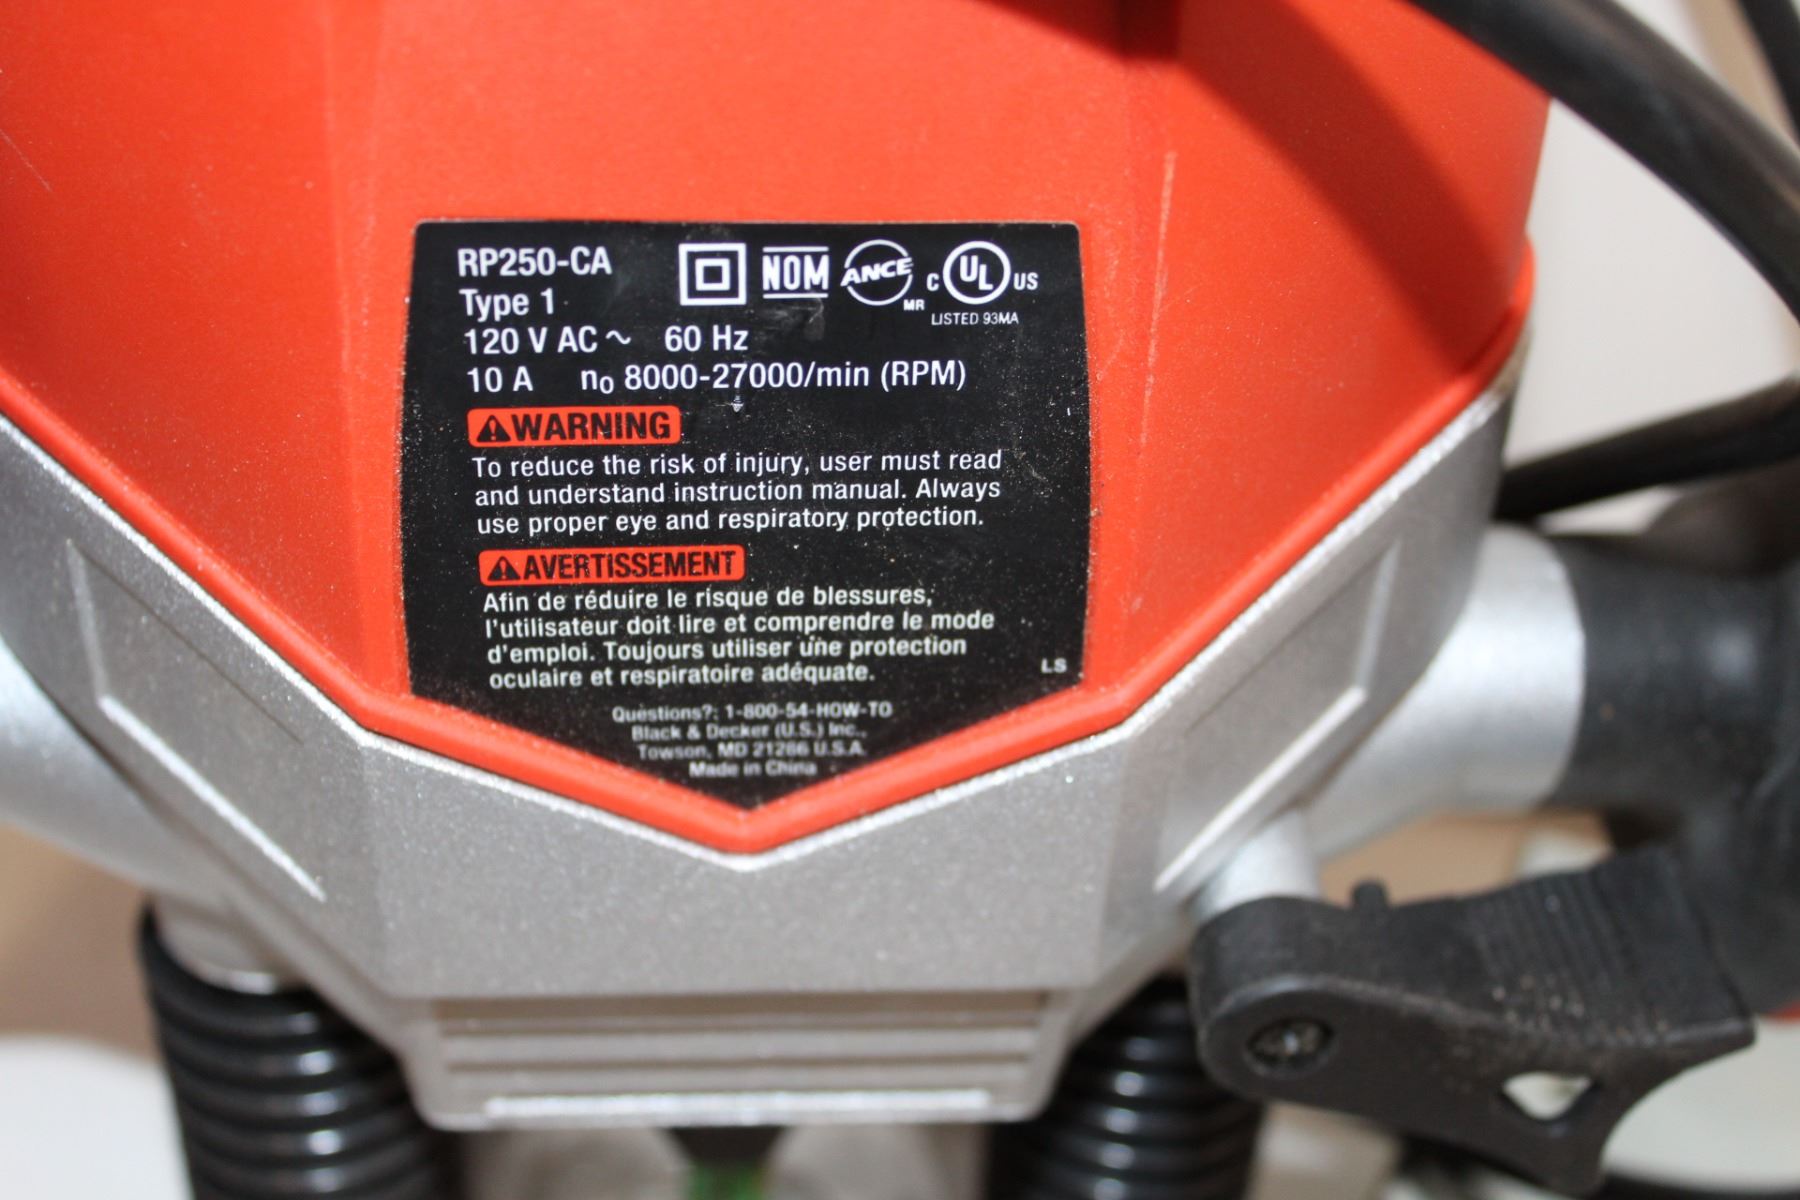 RP250-CA
Type 1
NOM
ANCE
MR
C UL US
LISTED 93MA
120 V AC ~ 60 Hz
10 A n₀ 8000-27000/min (RPM)
WARNING
To reduce the risk of injury, user must read
and understand instruction manual. Always
use proper eye and respiratory protection.
AVERTISSEMENT
Afin de réduire le risque de blessures,
l'utilisateur doit lire et comprendre le mode
d'emploi. Toujours utiliser une protection
oculaire et respiratoire adéquate.
LS
Questions?: 1-800-54-HOW-TO
Black & Decker (U.S.) Inc.,
Towson, MD 21286 U.S.A.
Made in China